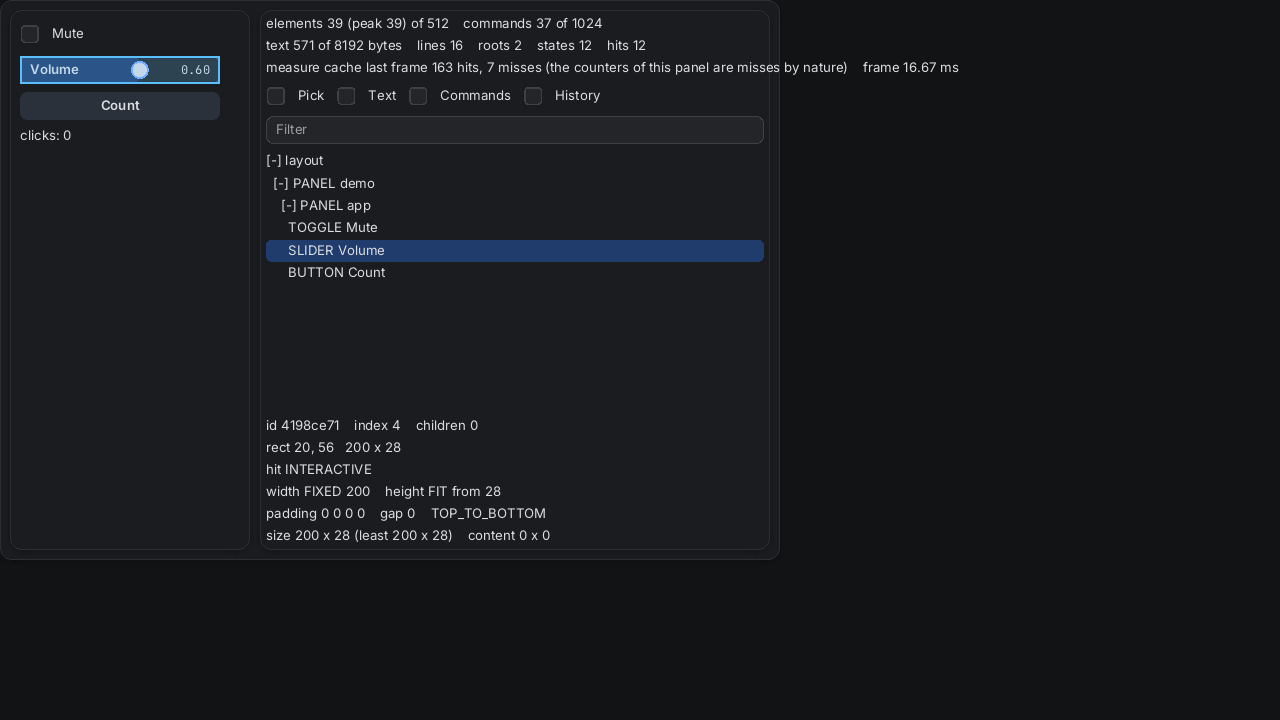 Mute
Volume 0.60
Count
clicks: 0
elements 39 (peak 39) of 512 commands 37 of 1024
text 571 of 8192 bytes lines 16 roots 2 states 12 hits 12
measure cache last frame 163 hits, 7 misses (the counters of this panel are misses by nature) frame 16.67 ms
Pick Text Commands History
Filter
[-] layout
[-] PANEL demo
[-] PANEL app
TOGGLE Mute
SLIDER Volume
BUTTON Count
id 4198ce71 index 4 children 0
rect 20, 56 200 x 28
hit INTERACTIVE
width FIXED 200 height FIT from 28
padding 0 0 0 0 gap 0 TOP_TO_BOTTOM
size 200 x 28 (least 200 x 28) content 0 x 0